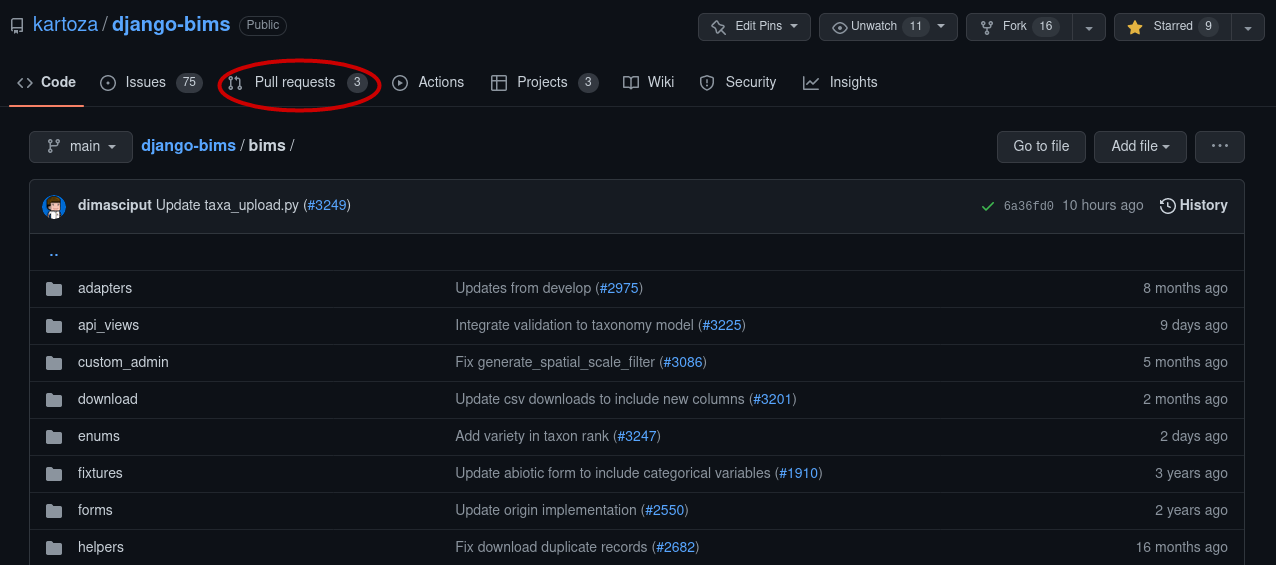 kartoza / django-bims Public Edit Pins Unwatch 11 Fork 16 Starred 9
Code Issues 75 Pull requests 3 Actions Projects 3 Wiki Security Insights
main django-bims / bims / Go to file Add file ...
dimasciput Update taxa_upload.py (#3249) 6a36fd0 10 hours ago History
..
adapters Updates from develop (#2975) 8 months ago
api_views Integrate validation to taxonomy model (#3225) 9 days ago
custom_admin Fix generate_spatial_scale_filter (#3086) 5 months ago
download Update csv downloads to include new columns (#3201) 2 months ago
enums Add variety in taxon rank (#3247) 2 days ago
fixtures Update abiotic form to include categorical variables (#1910) 3 years ago
forms Update origin implementation (#2550) 2 years ago
helpers Fix download duplicate records (#2682) 16 months ago